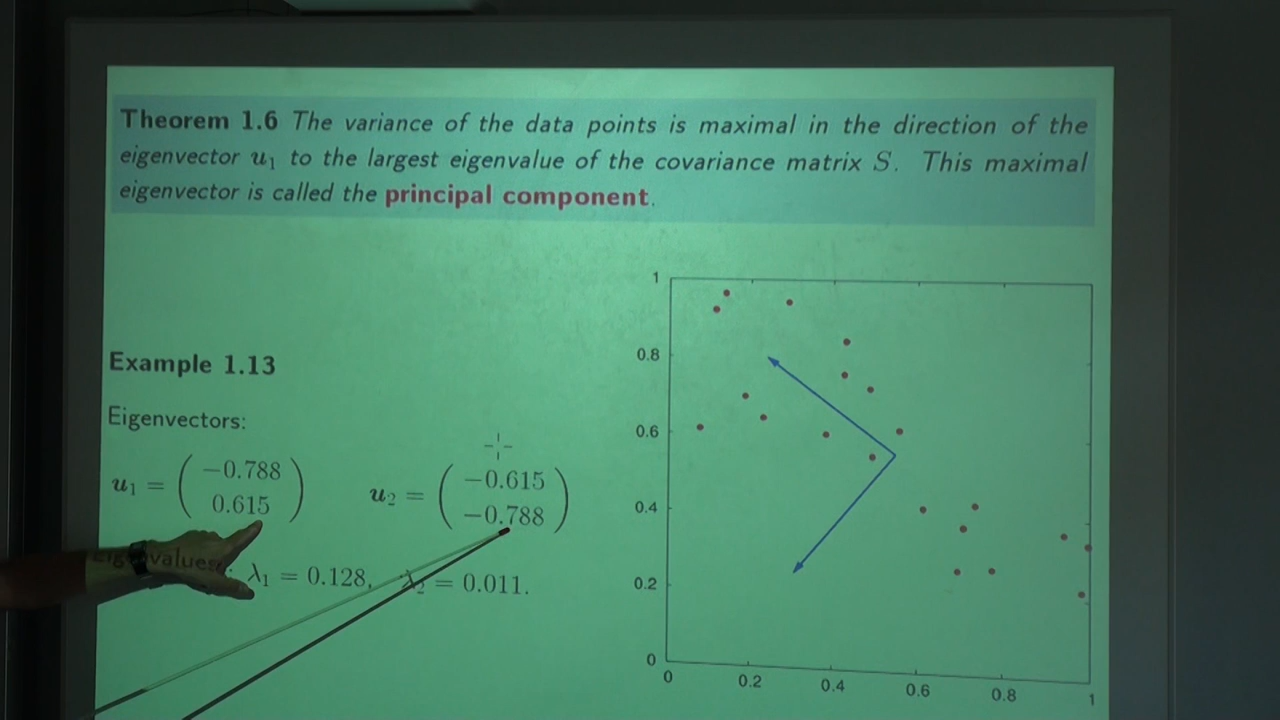 Theorem 1.6 The variance of the data points is maximal in the direction of the
eigenvector u₁ to the largest eigenvalue of the covariance matrix S. This maximal
eigenvector is called the principal component.
Example 1.13
Eigenvectors:
u₁ = ( −0.788
0.615 )
u₂ = ( −0.615
−0.788 )
Eigenvalues: λ₁ = 0.128, λ₂ = 0.011.
1
0.8
0.6
0.4
0.2
0
0 0.2 0.4 0.6 0.8 1